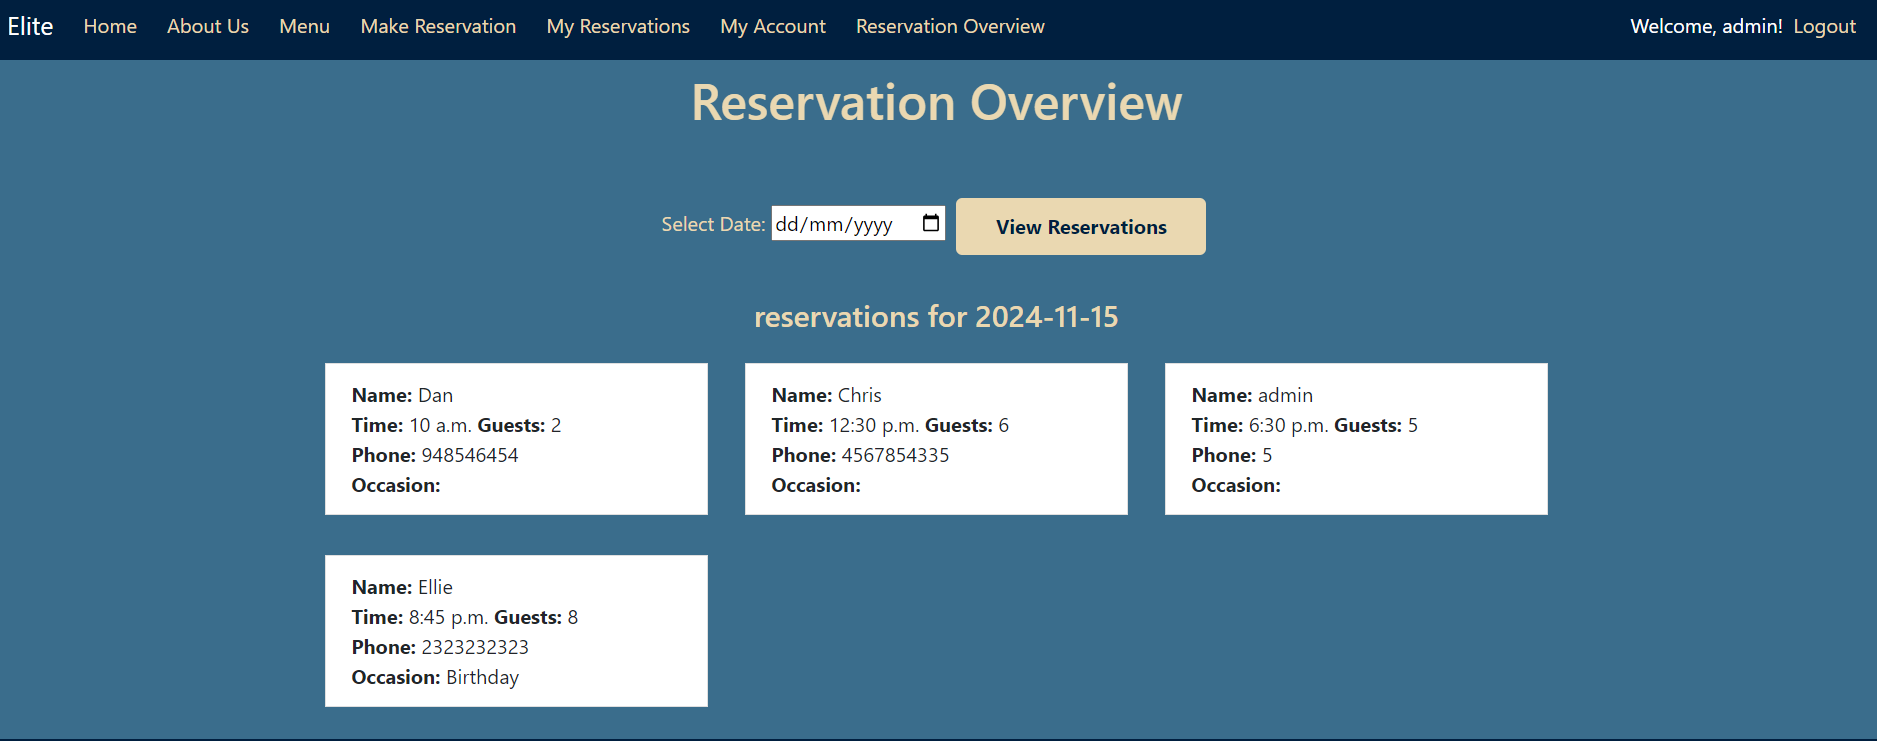 Elite Home About Us Menu Make Reservation My Reservations My Account Reservation Overview Welcome, admin! Logout
Reservation Overview
Select Date: dd/mm/yyyy View Reservations
reservations for 2024-11-15
Name: Dan
Time: 10 a.m. Guests: 2
Phone: 948546454
Occasion:
Name: Chris
Time: 12:30 p.m. Guests: 6
Phone: 4567854335
Occasion:
Name: admin
Time: 6:30 p.m. Guests: 5
Phone: 5
Occasion:
Name: Ellie
Time: 8:45 p.m. Guests: 8
Phone: 2323232323
Occasion: Birthday